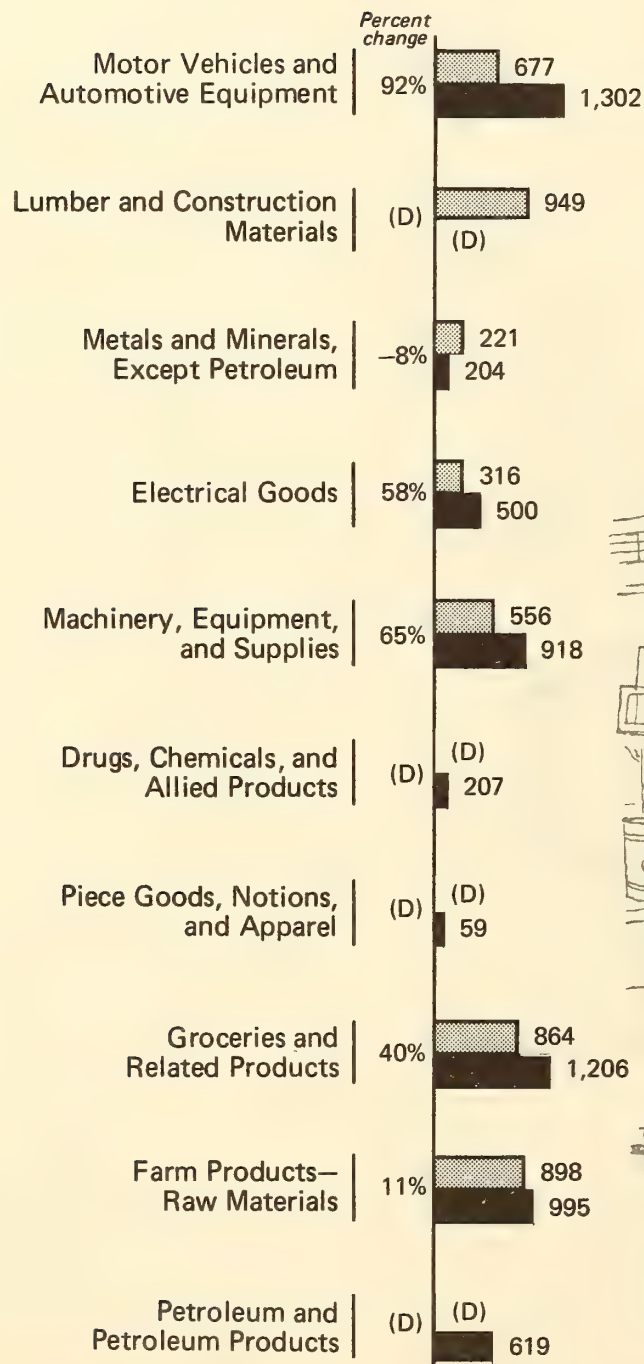 Percent
change
Motor Vehicles and
Automotive Equipment
92%
677
1,302
Lumber and Construction
Materials
(D)
949
(D)
Metals and Minerals,
Except Petroleum
–8%
221
204
Electrical Goods
58%
316
500
Machinery, Equipment,
and Supplies
65%
556
918
Drugs, Chemicals, and
Allied Products
(D)
(D)
207
Piece Goods, Notions,
and Apparel
(D)
(D)
59
Groceries and
Related Products
40%
864
1,206
Farm Products—
Raw Materials
11%
898
995
Petroleum and
Petroleum Products
(D)
(D)
619